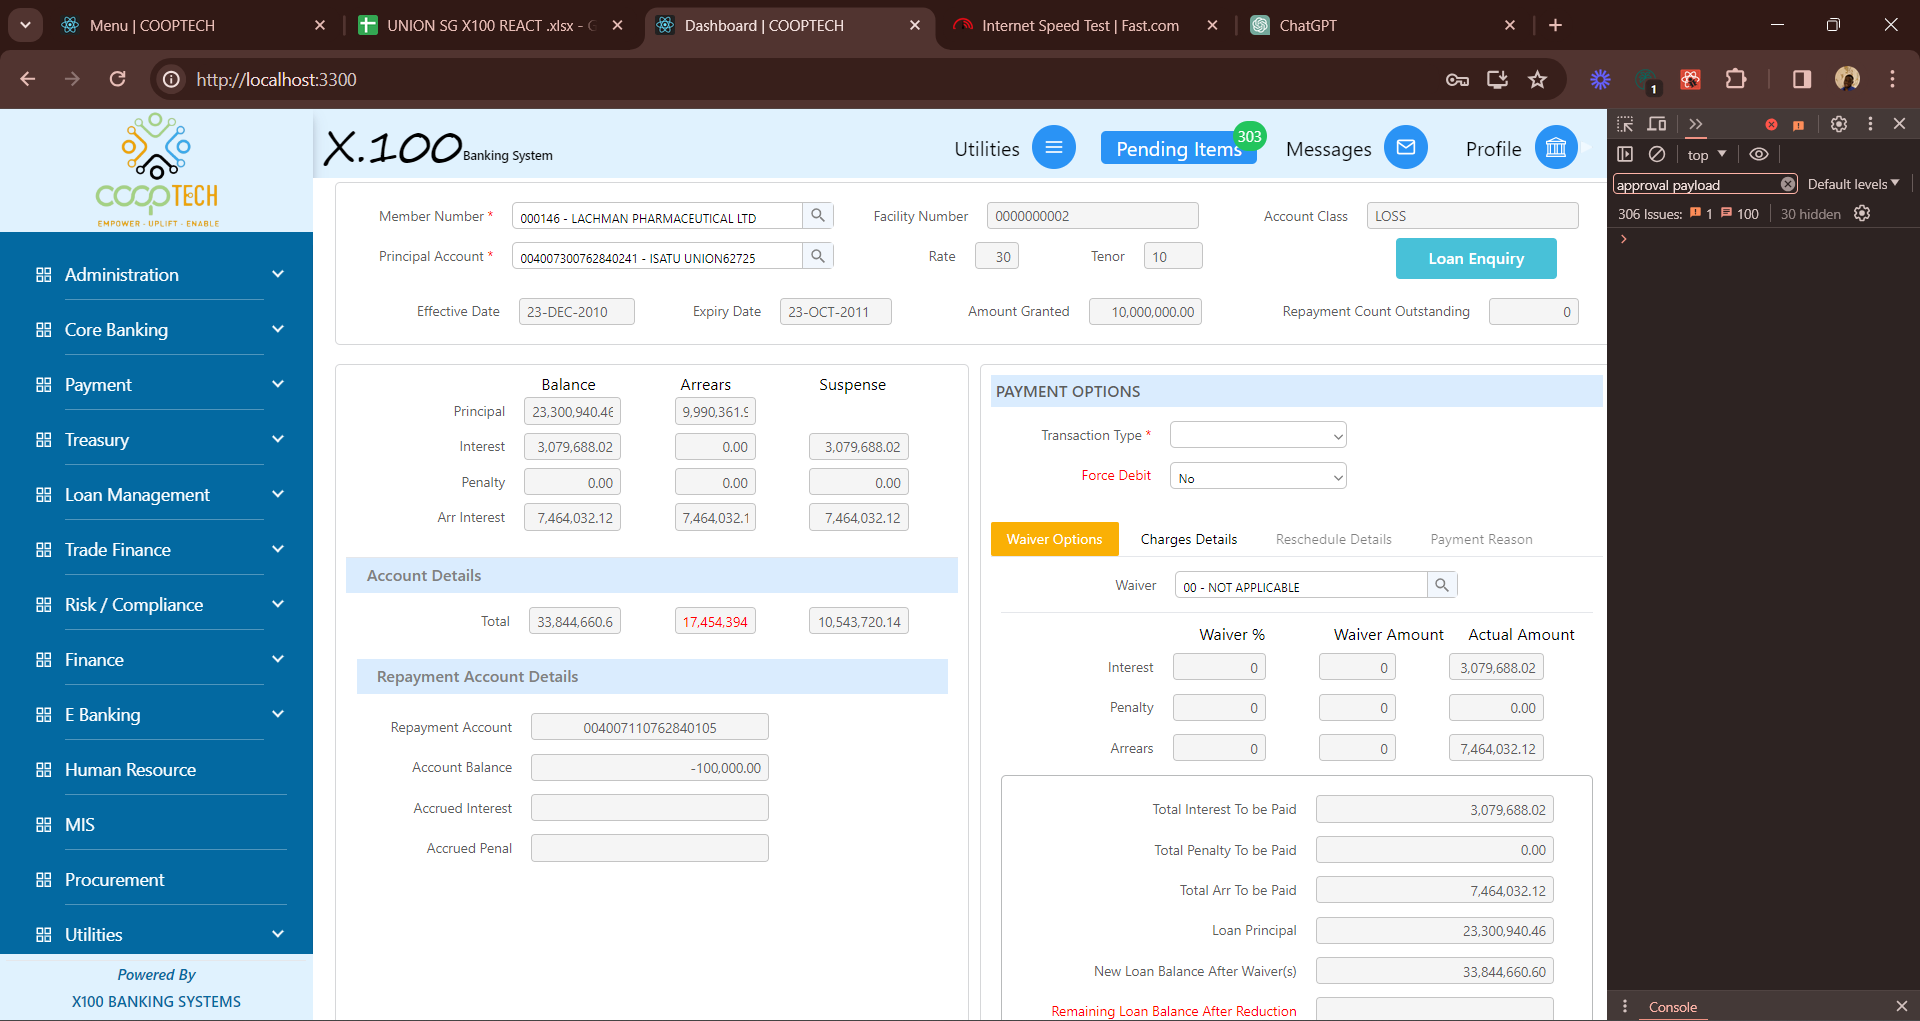 Menu | COOPTECH
UNION SG X100 REACT .xlsx - G
Dashboard | COOPTECH
Internet Speed Test | Fast.com
ChatGPT
http://localhost:3300
1
COOPTECH
EMPOWER - UPLIFT - ENABLE
X.100 Banking System
Utilities
Pending Items
303
Messages
Profile
top
approval payload
Default levels
306 Issues: 1 100
30 hidden
Administration
Core Banking
Payment
Treasury
Loan Management
Trade Finance
Risk / Compliance
Finance
E Banking
Human Resource
MIS
Procurement
Utilities
Powered By
X100 BANKING SYSTEMS
Member Number * 000146 - LACHMAN PHARMACEUTICAL LTD
Facility Number 0000000002
Account Class LOSS
Principal Account * 004007300762840241 - ISATU UNION62725
Rate 30
Tenor 10
Loan Enquiry
Effective Date 23-DEC-2010
Expiry Date 23-OCT-2011
Amount Granted 10,000,000.00
Repayment Count Outstanding 0
Balance Arrears Suspense
Principal 23,300,940.46 9,990,361.9
Interest 3,079,688.02 0.00 3,079,688.02
Penalty 0.00 0.00 0.00
Arr Interest 7,464,032.12 7,464,032.1 7,464,032.12
Account Details
Total 33,844,660.6 17,454,394 10,543,720.14
Repayment Account Details
Repayment Account 004007110762840105
Account Balance -100,000.00
Accrued Interest
Accrued Penal
PAYMENT OPTIONS
Transaction Type *
Force Debit No
Waiver Options Charges Details Reschedule Details Payment Reason
Waiver 00 - NOT APPLICABLE
Waiver % Waiver Amount Actual Amount
Interest 0 0 3,079,688.02
Penalty 0 0 0.00
Arrears 0 0 7,464,032.12
Total Interest To be Paid 3,079,688.02
Total Penalty To be Paid 0.00
Total Arr To be Paid 7,464,032.12
Loan Principal 23,300,940.46
New Loan Balance After Waiver(s) 33,844,660.60
Remaining Loan Balance After Reduction
Console